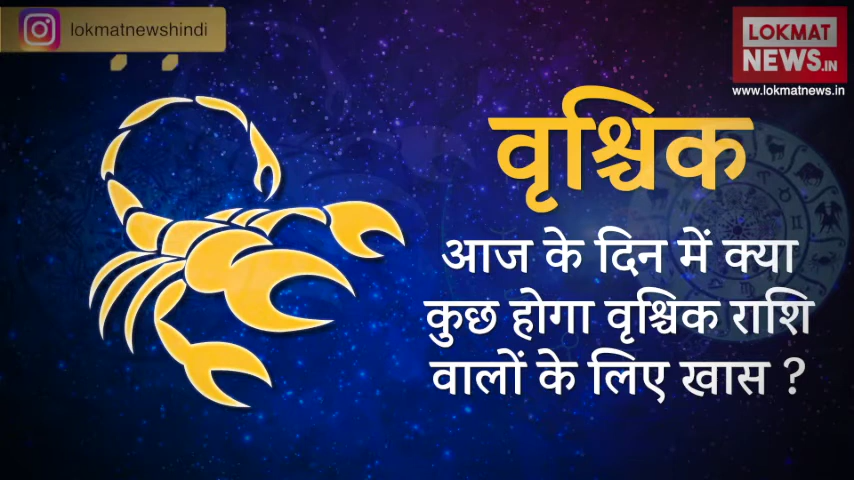 lokmatnewshindi
LOKMAT
NEWS.IN
www.lokmatnews.in
वृश्चिक
आज के दिन में क्या
कुछ होगा वृश्चिक राशि
वालों के लिए खास ?